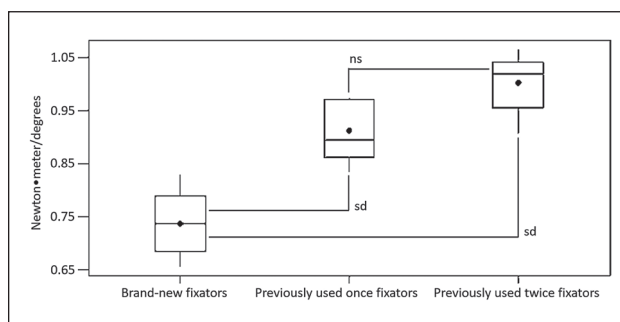 Newton•meter/degrees
1.05
0.95
0.85
0.75
0.65
ns
sd
sd
Brand-new fixators
Previously used once fixators
Previously used twice fixators